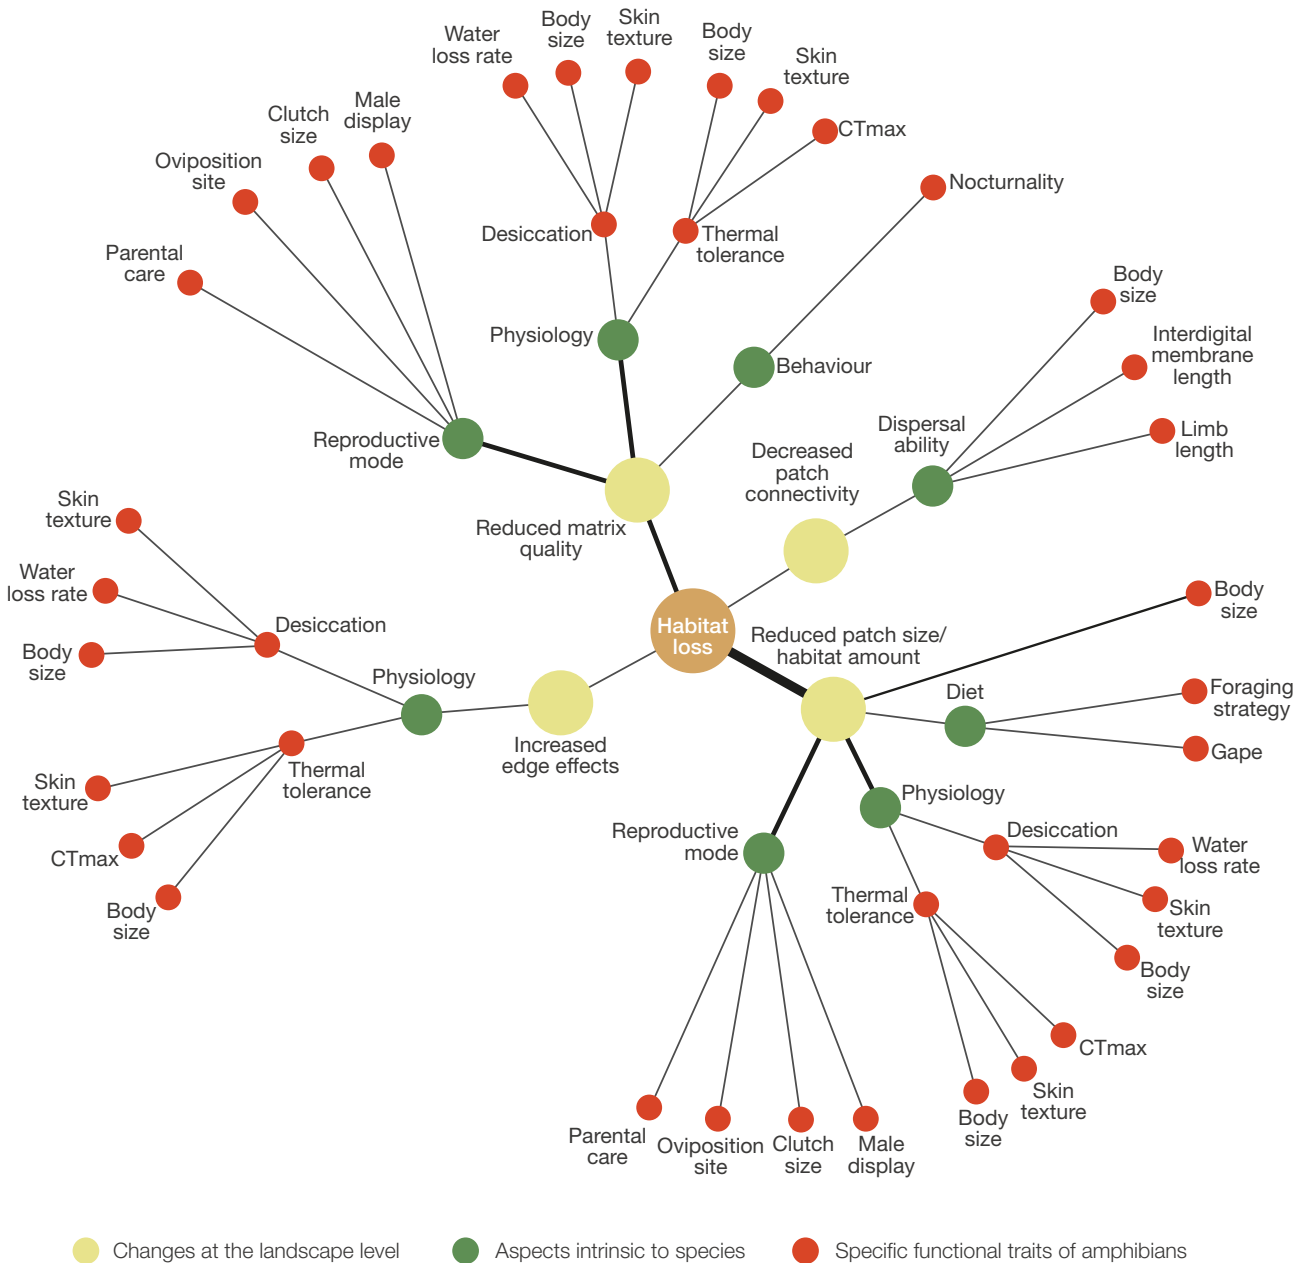 Water
loss rate
Body
size
Skin
texture
Body
size
Skin
texture
CTmax
Nocturnality
Male
display
Clutch
size
Oviposition
site
Parental
care
Desiccation
Thermal
tolerance
Physiology
Behaviour
Reproductive
mode
Reduced matrix
quality
Decreased
patch
connectivity
Dispersal
ability
Body
size
Interdigital
membrane
length
Limb
length
Skin
texture
Water
loss rate
Body
size
Desiccation
Physiology
Thermal
tolerance
Skin
texture
CTmax
Body
size
Increased
edge effects
Habitat
loss
Reduced patch size/
habitat amount
Body
size
Diet
Foraging
strategy
Gape
Physiology
Desiccation
Water
loss rate
Skin
texture
Body
size
Thermal
tolerance
CTmax
Skin
texture
Body
size
Reproductive
mode
Parental
care
Oviposition
site
Clutch
size
Male
display
Changes at the landscape level
Aspects intrinsic to species
Specific functional traits of amphibians